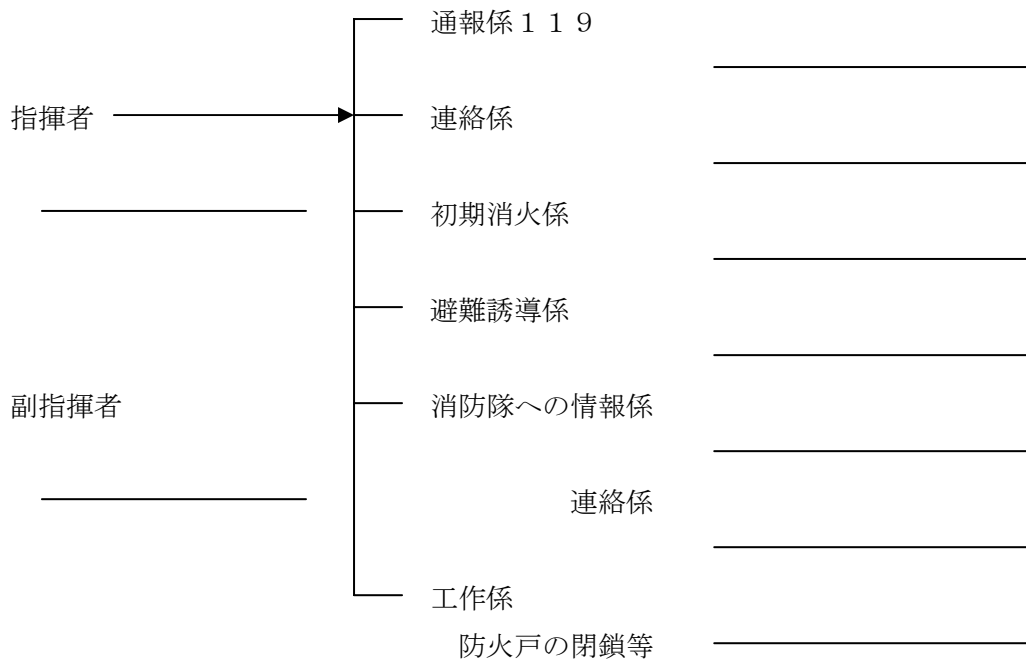 通報係１１９
指揮者
連絡係
初期消火係
避難誘導係
副指揮者
消防隊への情報係
連絡係
工作係
防火戸の閉鎖等